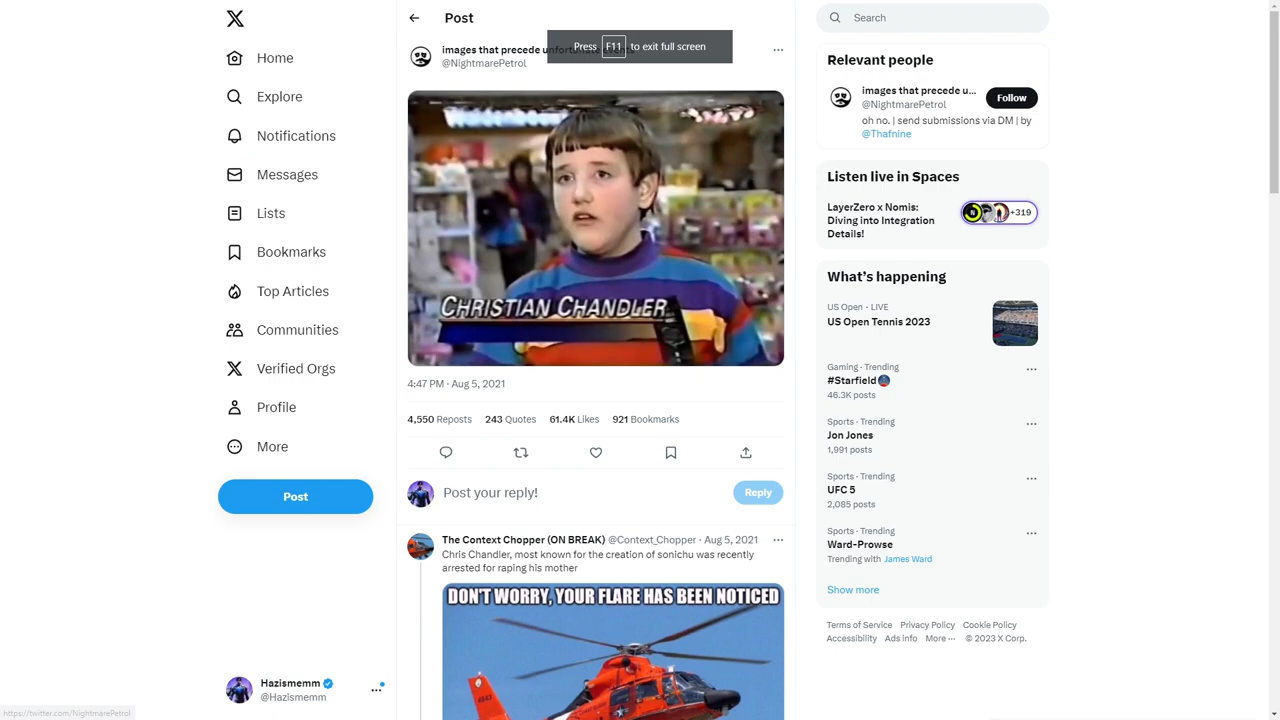 Home
Explore
Notifications
Messages
Lists
Bookmarks
Top Articles
Communities
Verified Orgs
Profile
More
Post
Hazismemm
@Hazismemm
https://twitter.com/NightmarePetrol
Post
Press F11 to exit full screen
images that precede unfortunate
@NightmarePetrol
CHRISTIAN CHANDLER
4:47 PM · Aug 5, 2021
4,550 Reposts 243 Quotes 61.4K Likes 921 Bookmarks
Post your reply!
Reply
The Context Chopper (ON BREAK) @Context_Chopper · Aug 5, 2021
Chris Chandler, most known for the creation of sonichu was recently
arrested for raping his mother
DON'T WORRY, YOUR FLARE HAS BEEN NOTICED
Search
Relevant people
images that precede u...
@NightmarePetrol
Follow
oh no. | send submissions via DM | by
@Thafnine
Listen live in Spaces
LayerZero x Nomis:
Diving into Integration
Details!
+319
What's happening
US Open · LIVE
US Open Tennis 2023
Gaming · Trending
#Starfield
46.3K posts
Sports · Trending
Jon Jones
1,991 posts
Sports · Trending
UFC 5
2,085 posts
Sports · Trending
Ward-Prowse
Trending with James Ward
Show more
Terms of Service Privacy Policy Cookie Policy
Accessibility Ads info More ··· © 2023 X Corp.